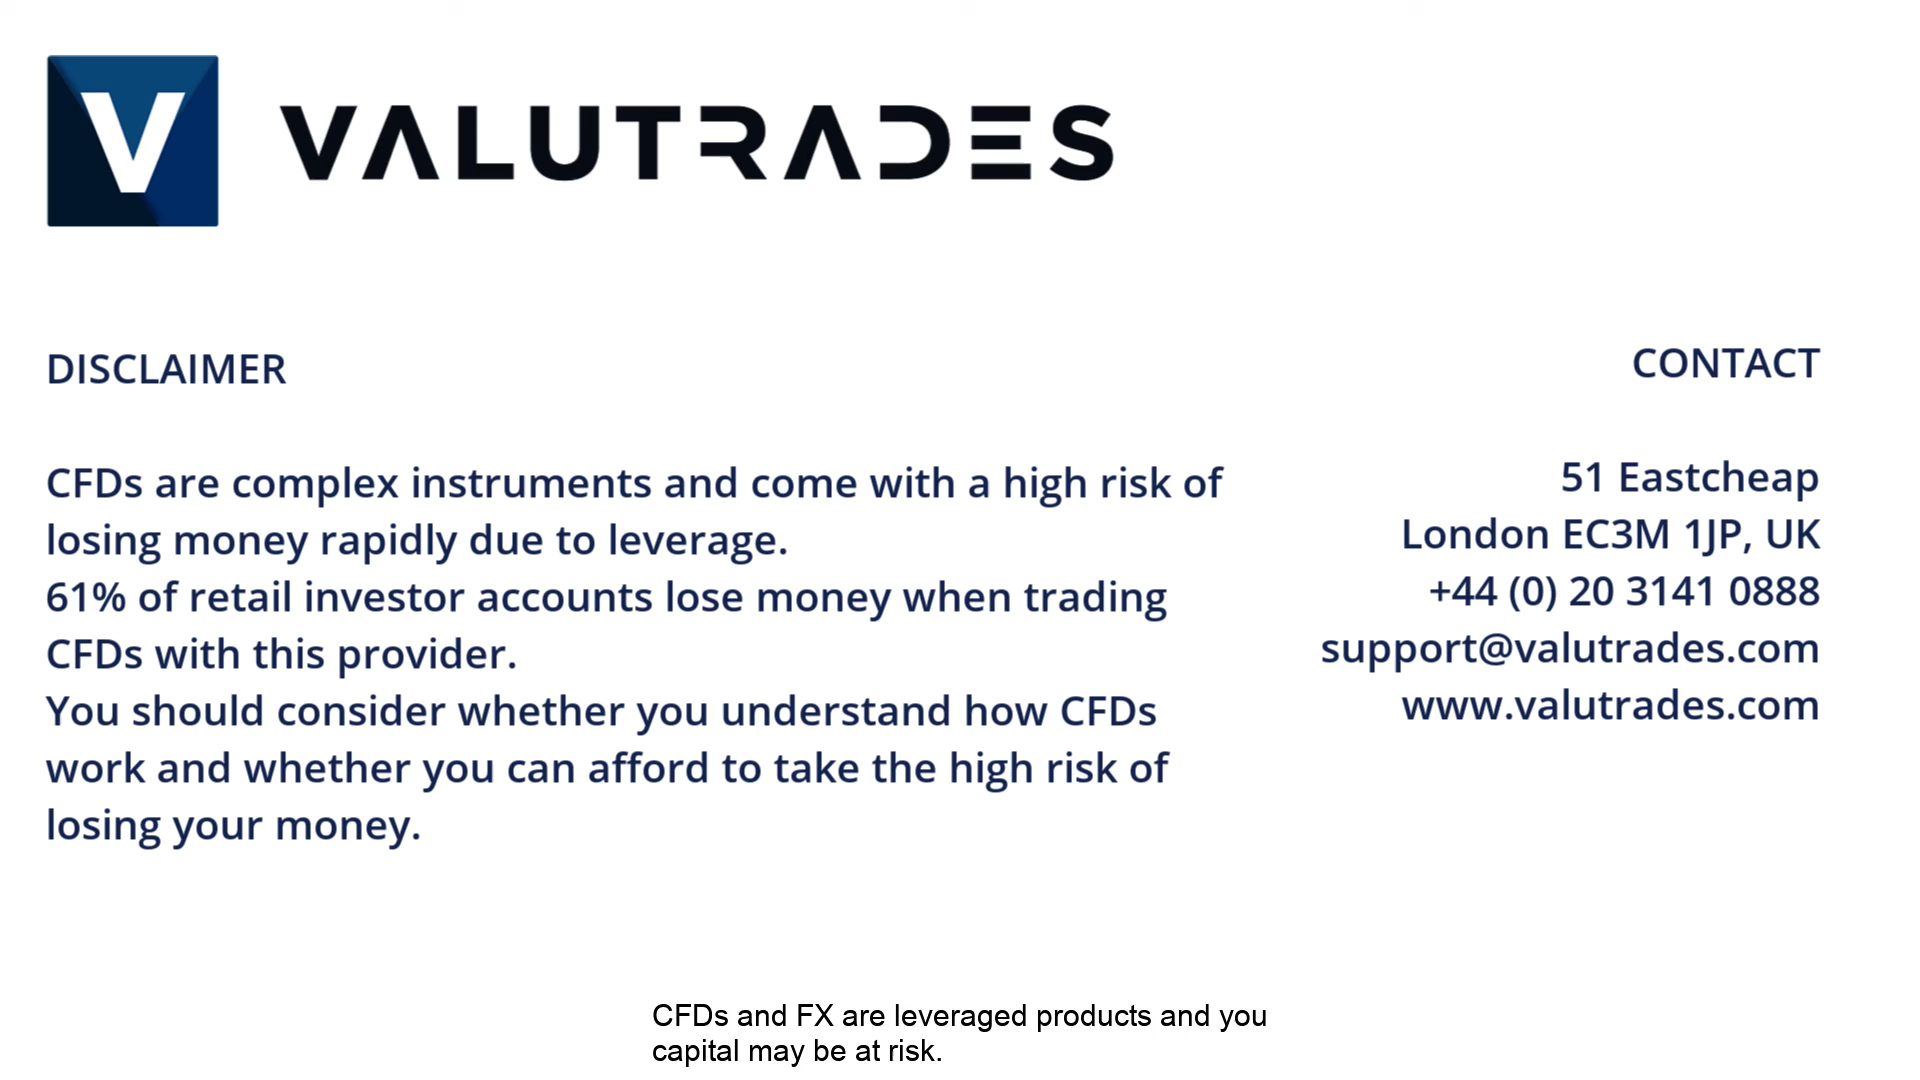 V VALUTRADES
DISCLAIMER
CFDs are complex instruments and come with a high risk of
losing money rapidly due to leverage.
61% of retail investor accounts lose money when trading
CFDs with this provider.
You should consider whether you understand how CFDs
work and whether you can afford to take the high risk of
losing your money.
CONTACT
51 Eastcheap
London EC3M 1JP, UK
+44 (0) 20 3141 0888
support@valutrades.com
www.valutrades.com
CFDs and FX are leveraged products and you
capital may be at risk.